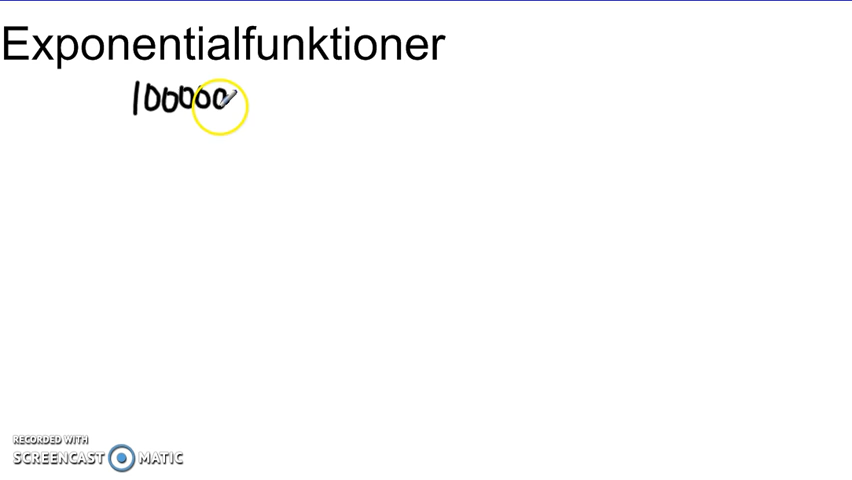 Exponentialfunktioner
100000
RECORDED WITH
SCREENCAST MATIC